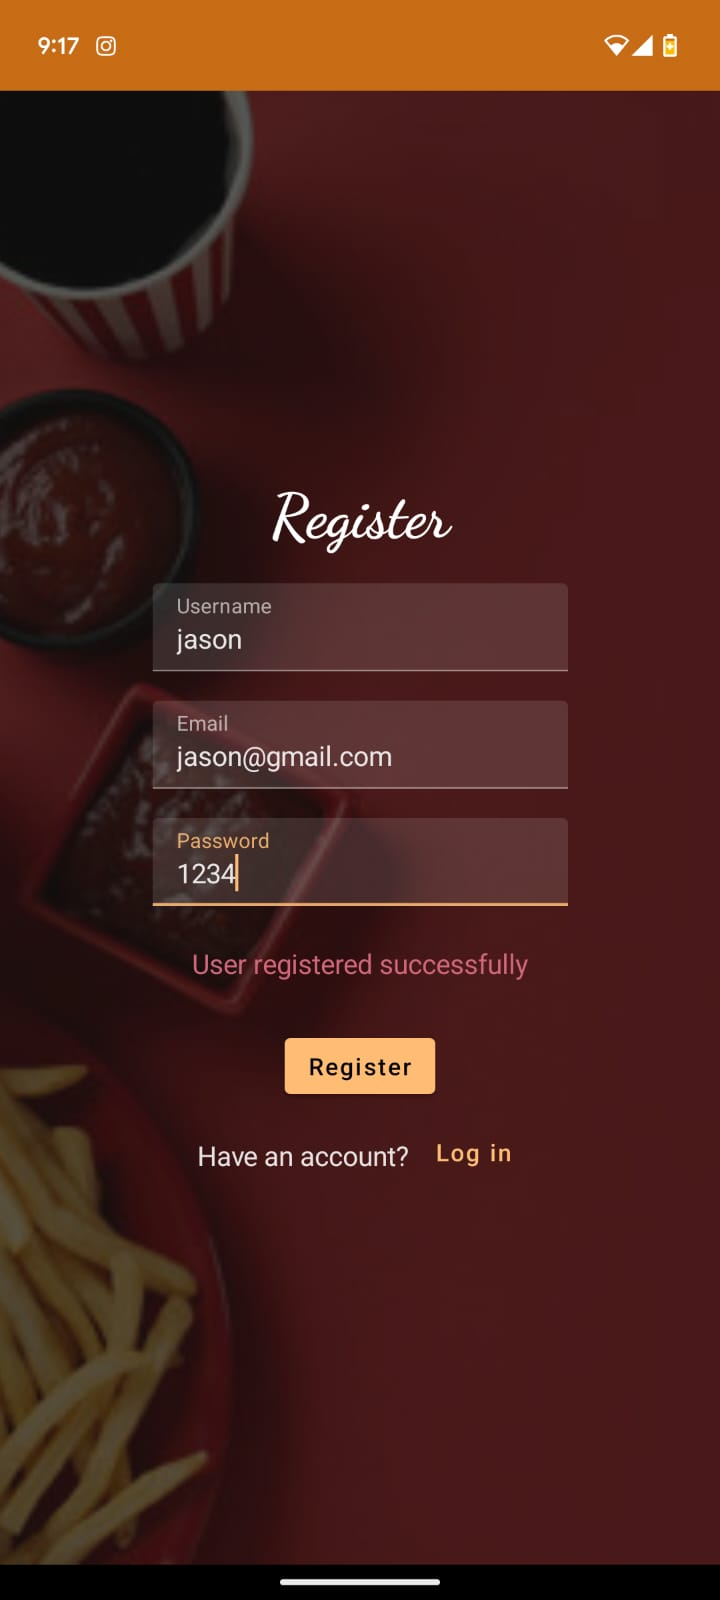 9:17
Register
Username
jason
Email
jason@gmail.com
Password
1234
User registered successfully
Register
Have an account? Log in